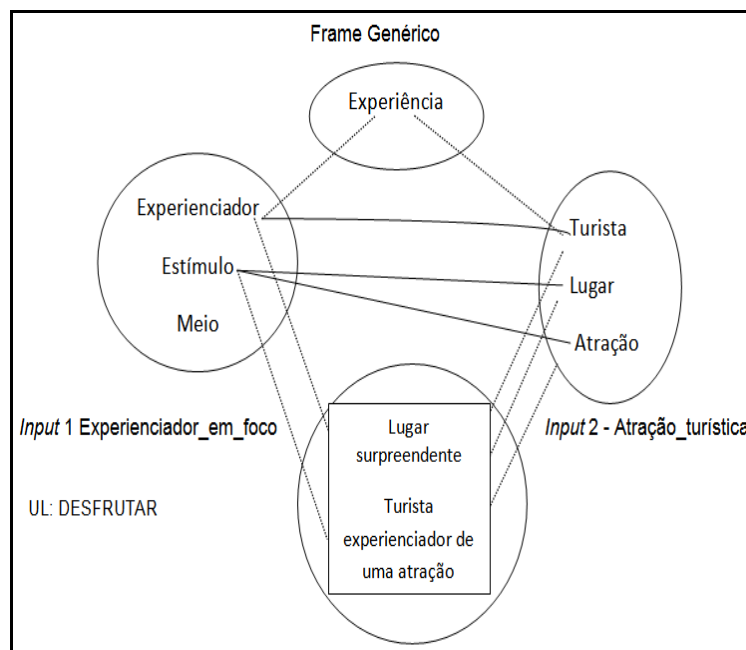 Frame Genérico
Experiência
Experienciador
Estímulo
Meio
Turista
Lugar
Atração
Input 1 Experienciador_em_foco
Input 2 - Atração_turística
UL: DESFRUTAR
Lugar
surpreendente
Turista
experienciador de
uma atração